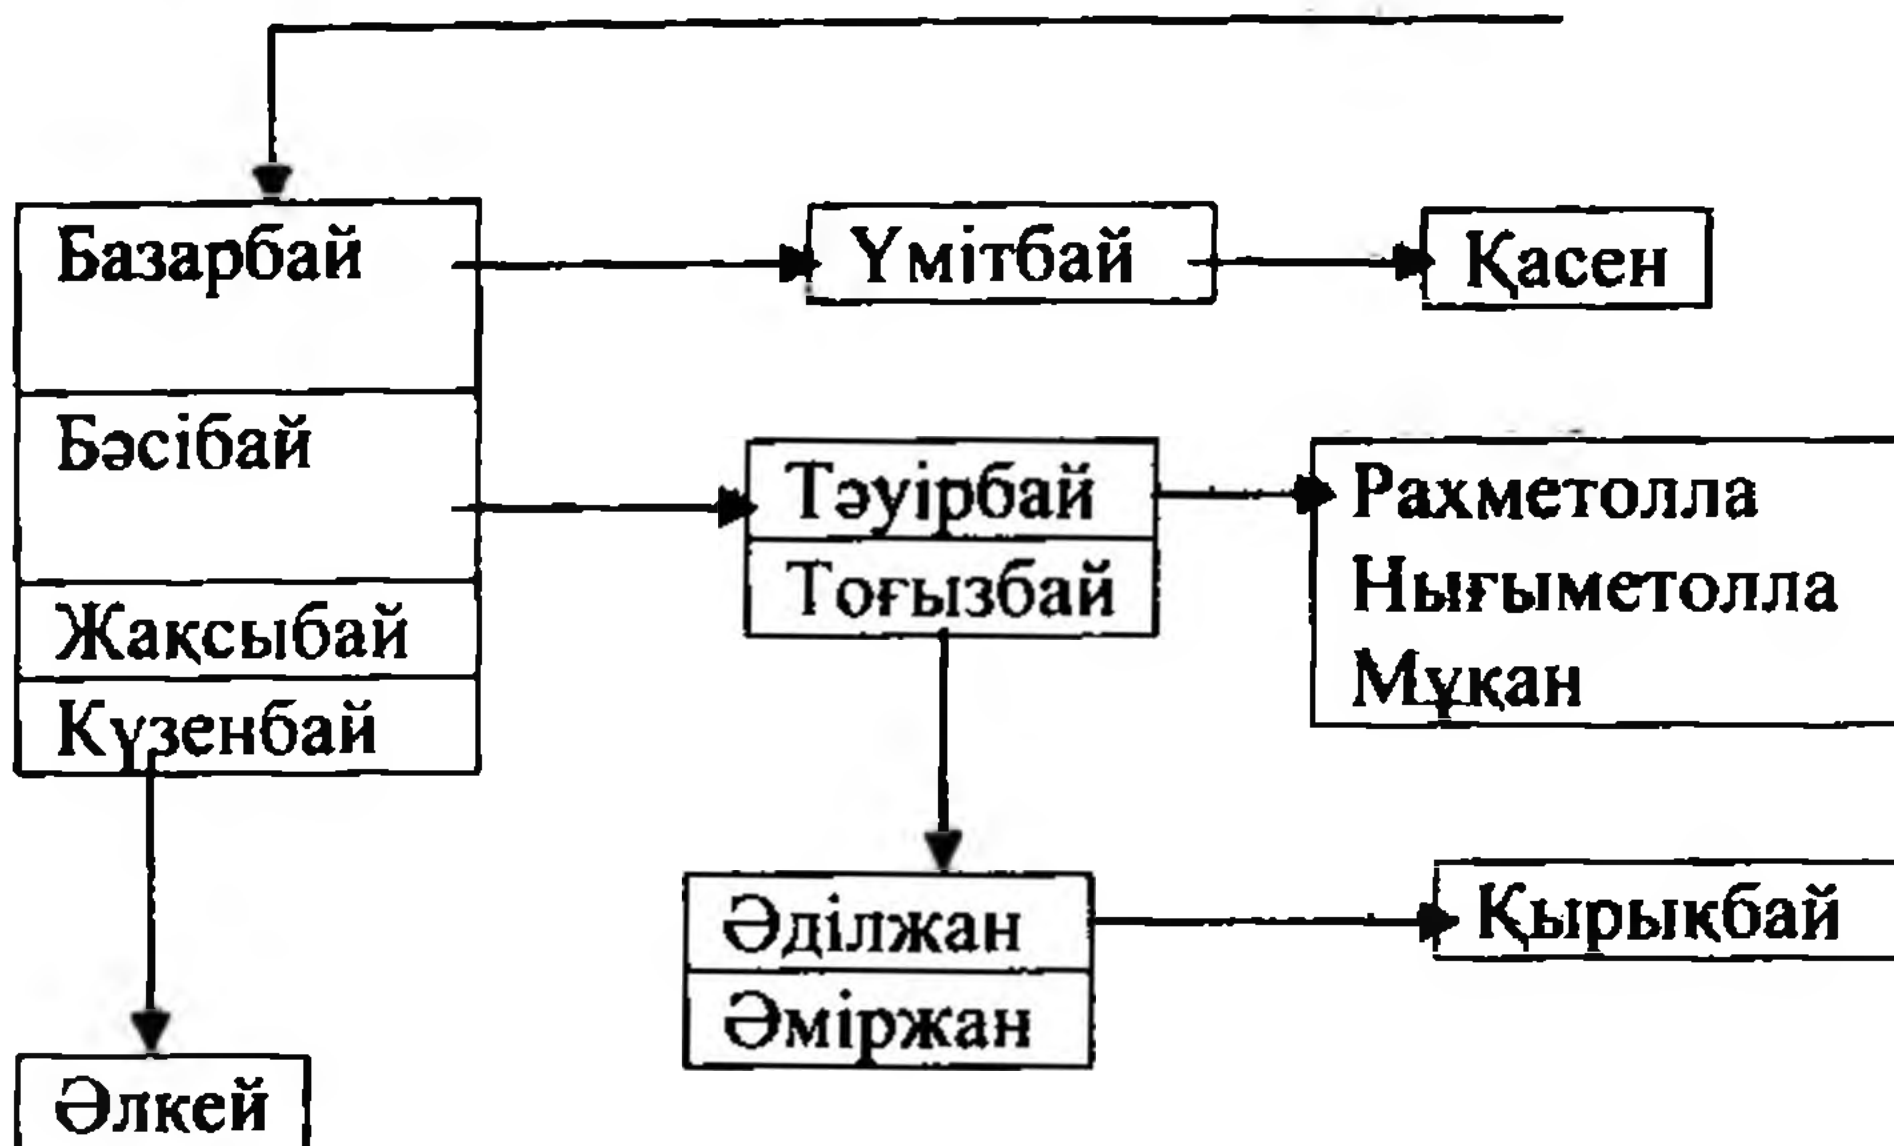 Базарбай
Үмітбай
Қасен
Бәсібай
Тәуірбай
Тоғызбай
Рахметолла
Нығыметолла
Мұқан
Жақсыбай
Күзенбай
Әділжан
Әміржан
Қырықбай
Әлкей